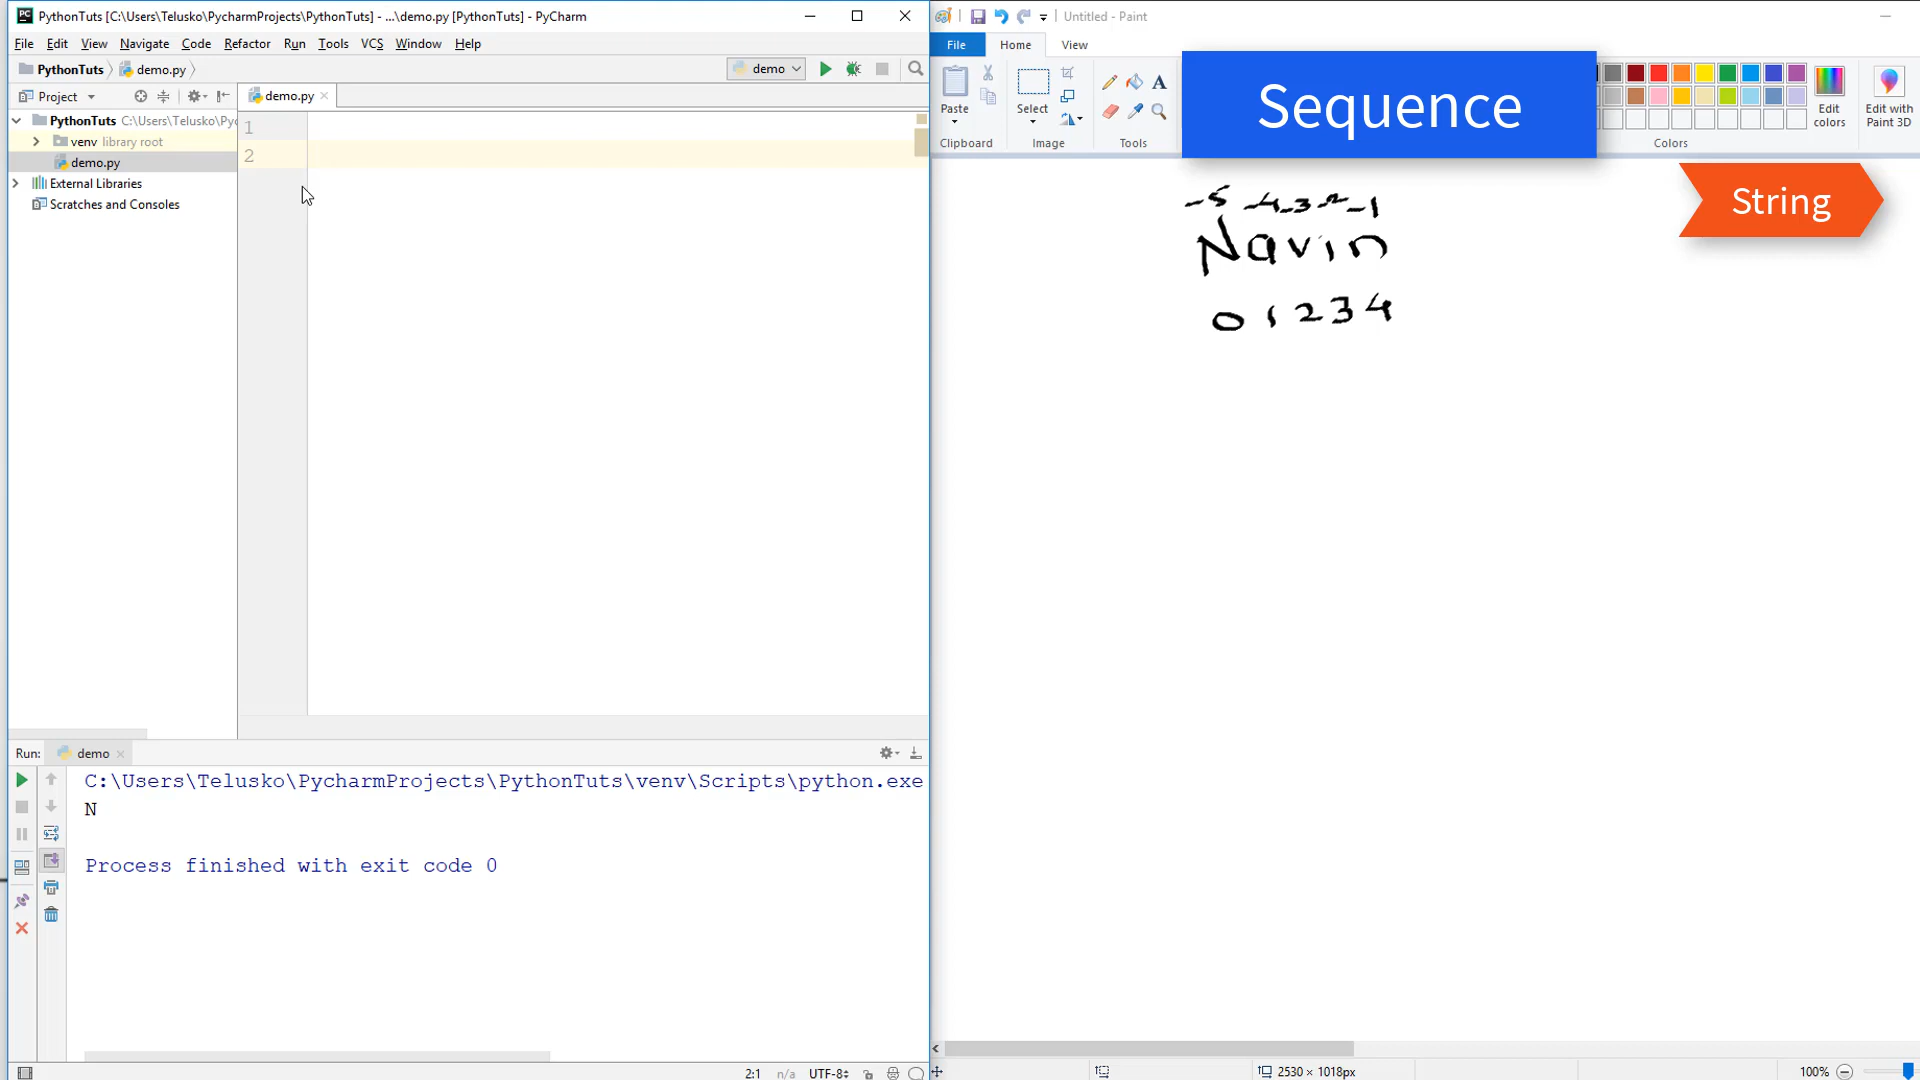 PythonTuts [C:\Users\Telusko\PycharmProjects\PythonTuts] - ...\demo.py [PythonTuts] - PyCharm
File Edit View Navigate Code Refactor Run Tools VCS Window Help
PythonTuts demo.py
demo
Project
demo.py
PythonTuts C:\Users\Telusko\Pyc
venv library root
demo.py
External Libraries
Scratches and Consoles
1
2
Run: demo
C:\Users\Telusko\PycharmProjects\PythonTuts\venv\Scripts\python.exe
N
Process finished with exit code 0
2:1 n/a UTF-8
Untitled - Paint
File Home View
Paste
Select
Clipboard
Image
Tools
Colors
Edit colors
Edit with Paint 3D
Sequence
String
-5 -4 -3 -2 -1
Navin
0 1 2 3 4
2530 × 1018px
100%